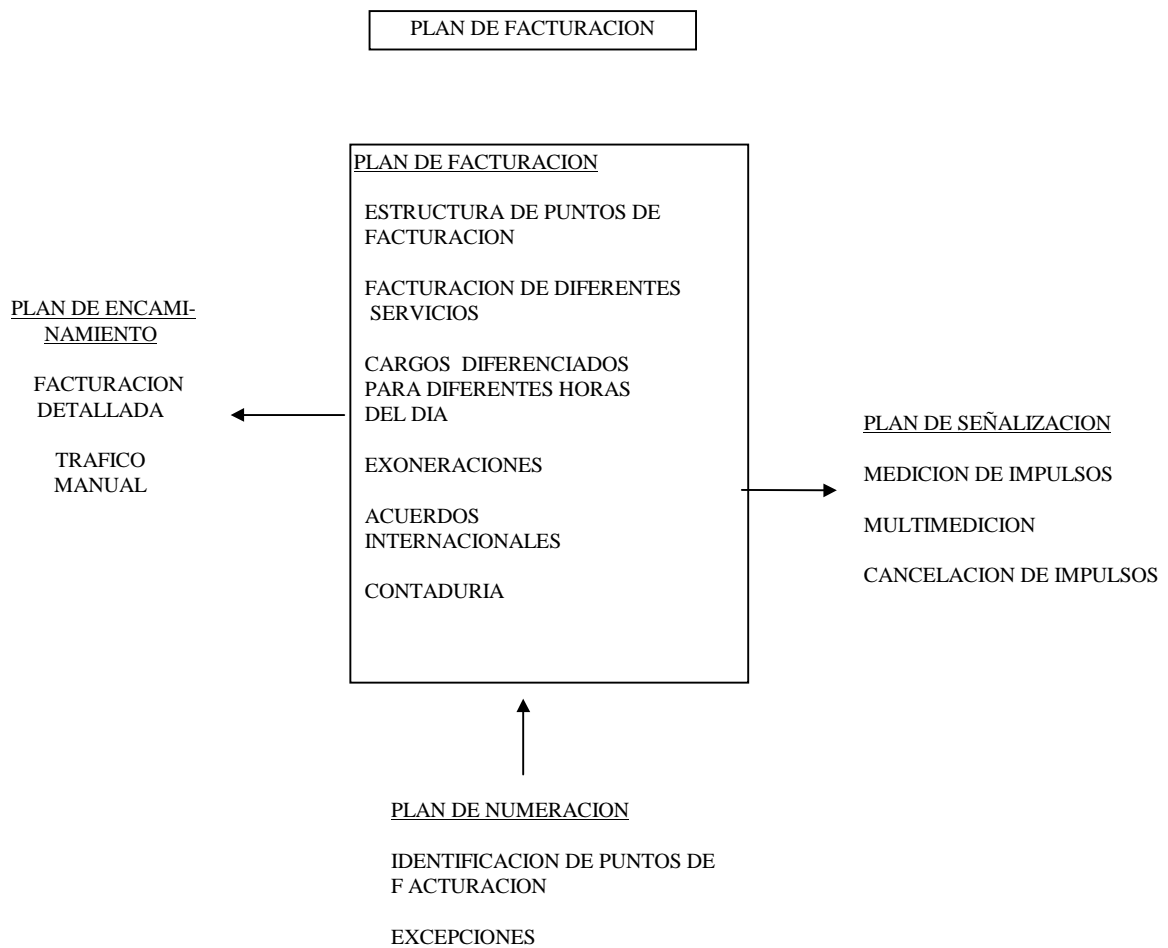 PLAN DE FACTURACION
PLAN DE FACTURACION
ESTRUCTURA DE PUNTOS DE
FACTURACION
FACTURACION DE DIFERENTES
SERVICIOS
CARGOS DIFERENCIADOS
PARA DIFERENTES HORAS
DEL DIA
EXONERACIONES
ACUERDOS
INTERNACIONALES
CONTADURIA
PLAN DE ENCAMI-
NAMIENTO
FACTURACION
DETALLADA
TRAFICO
MANUAL
PLAN DE SEÑALIZACION
MEDICION DE IMPULSOS
MULTIMEDICION
CANCELACION DE IMPULSOS
PLAN DE NUMERACION
IDENTIFICACION DE PUNTOS DE
F ACTURACION
EXCEPCIONES